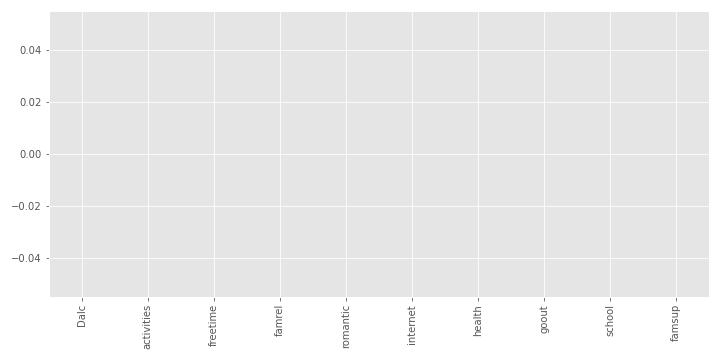 0.04
0.02
0.00
−0.02
−0.04
Dalc
activities
freetime
famrel
romantic
internet
health
goout
school
famsup